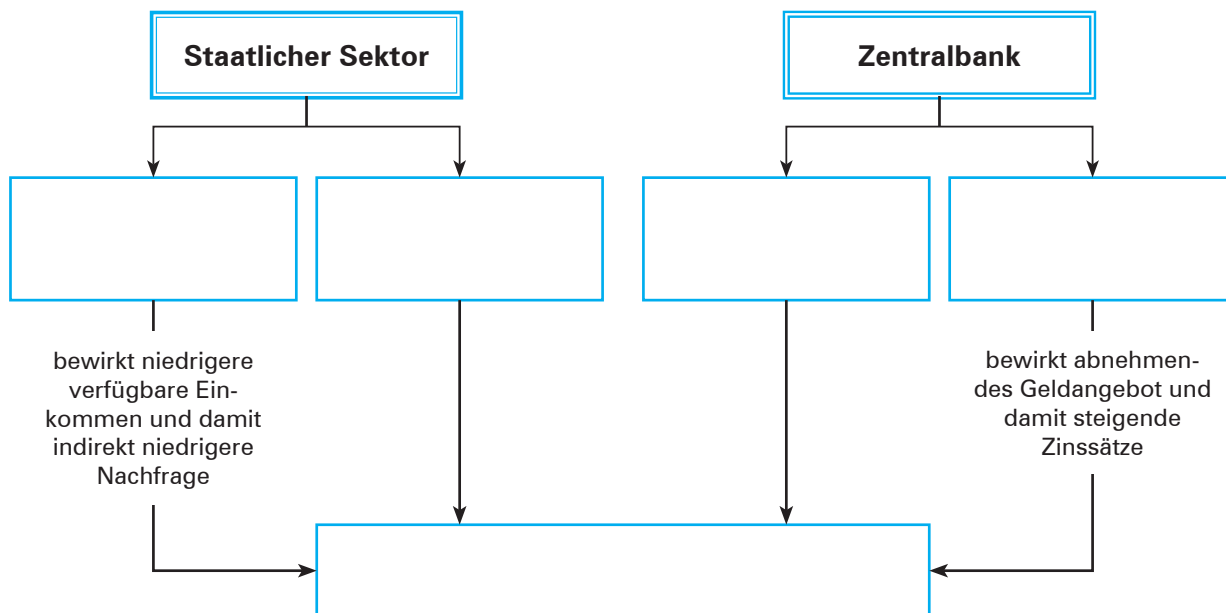 Staatlicher Sektor
Zentralbank
bewirkt niedrigere
verfügbare Ein-
kommen und damit
indirekt niedrigere
Nachfrage
bewirkt abnehmen-
des Geldangebot und
damit steigende
Zinssätze